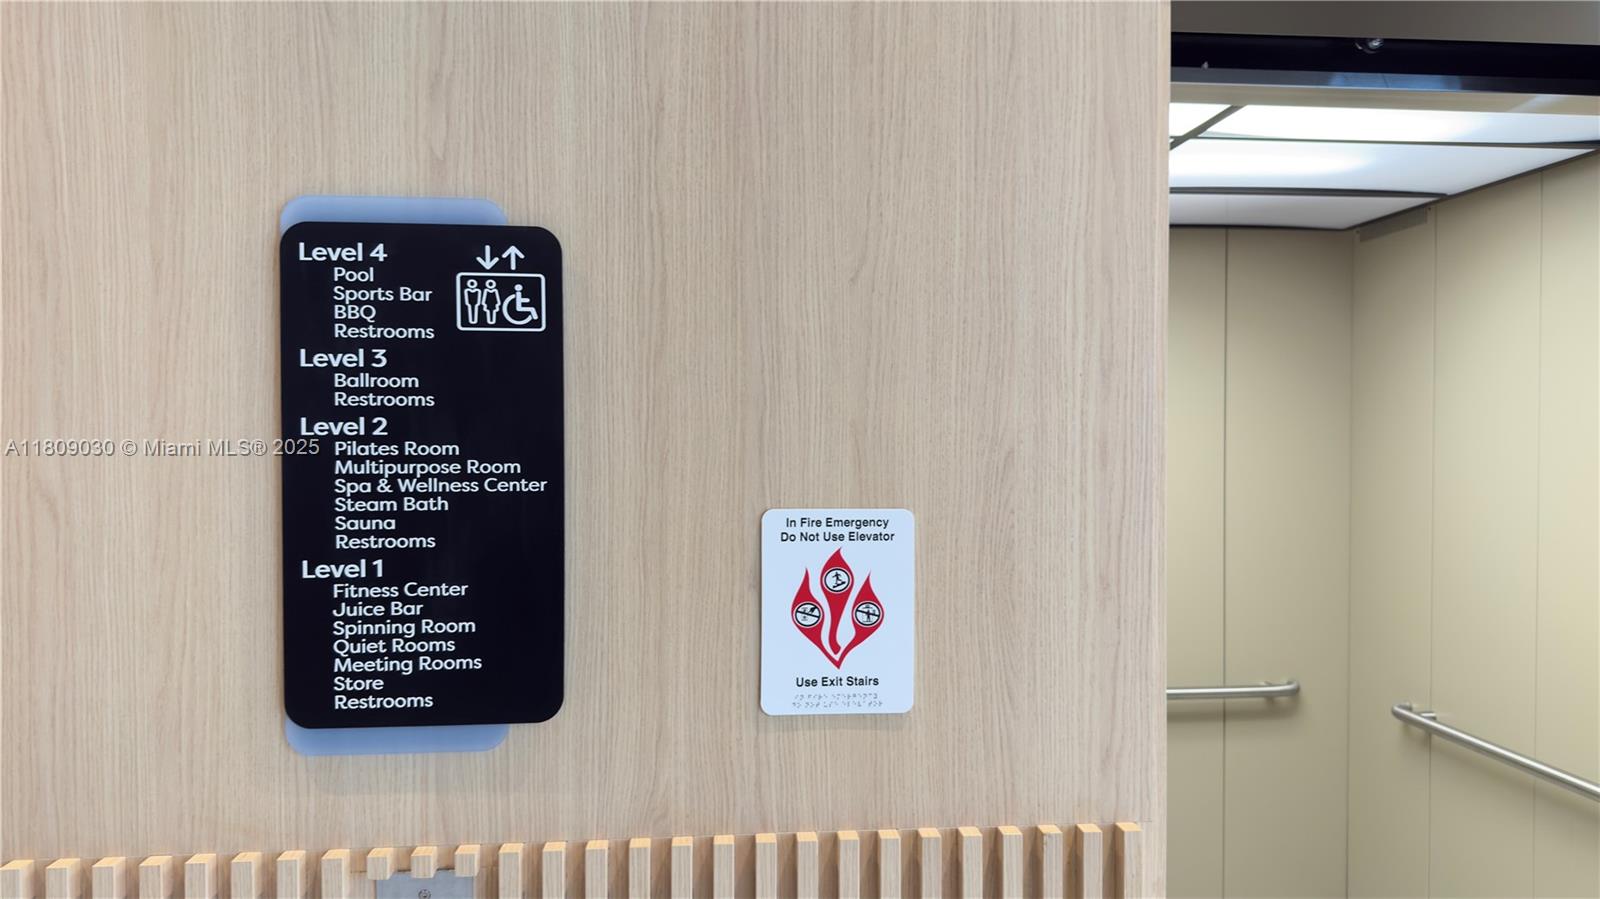 Level 4
Pool
Sports Bar
BBQ
Restrooms
Level 3
Ballroom
Restrooms
Level 2
Pilates Room
Multipurpose Room
Spa & Wellness Center
Steam Bath
Sauna
Restrooms
Level 1
Fitness Center
Juice Bar
Spinning Room
Quiet Rooms
Meeting Rooms
Store
Restrooms
A11809030 © Miami MLS® 2025
In Fire Emergency
Do Not Use Elevator
Use Exit Stairs